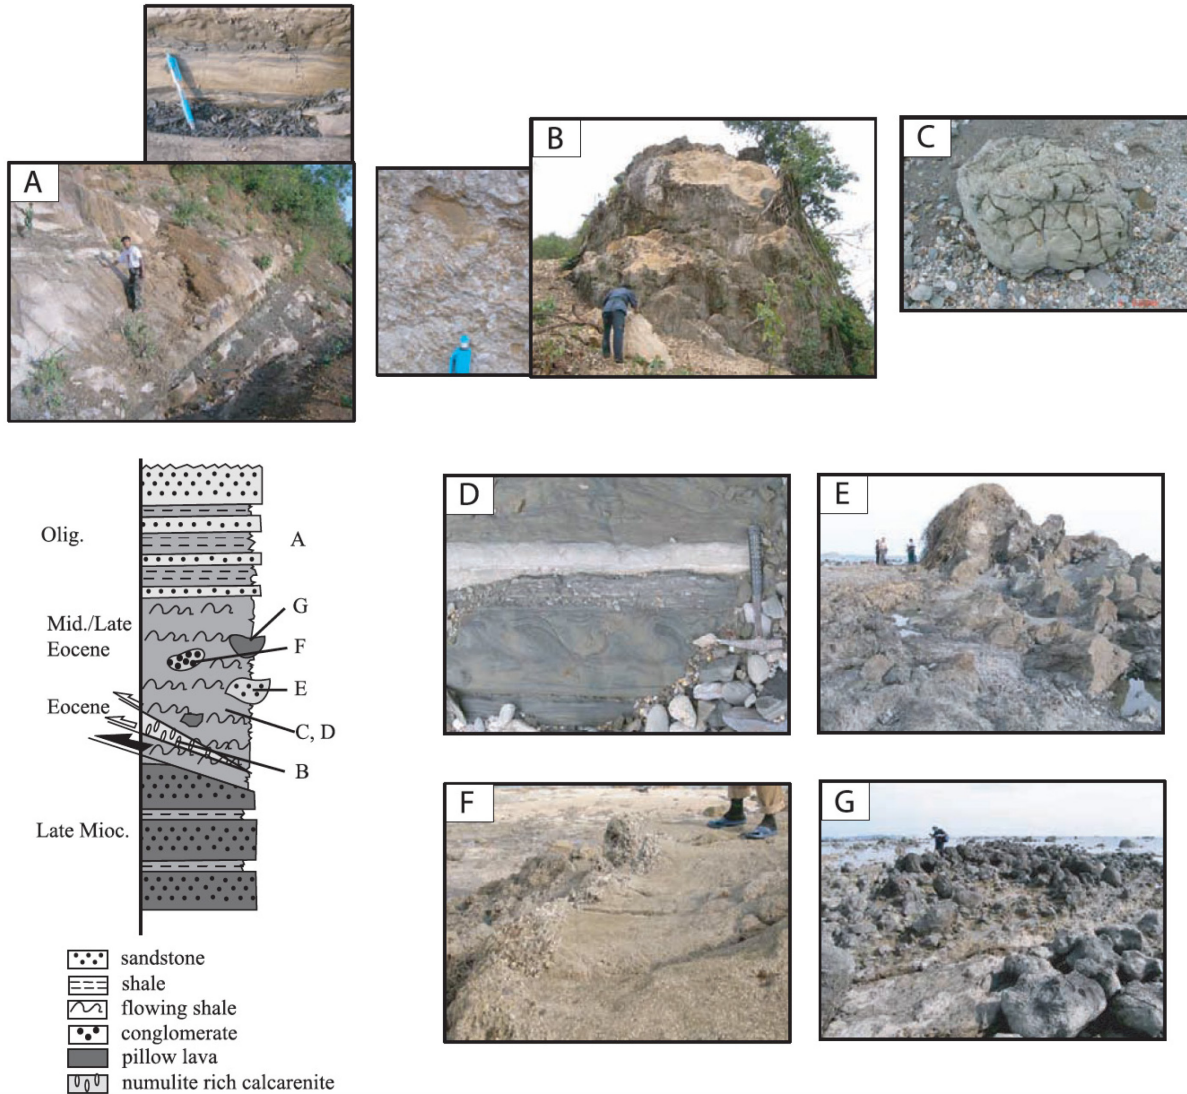 A
B
C
Olig.
A
Mid./Late
Eocene
G
F
Eocene
E
C, D
B
Late Mioc.
sandstone
shale
flowing shale
conglomerate
pillow lava
numulite rich calcarenite
D
E
F
G